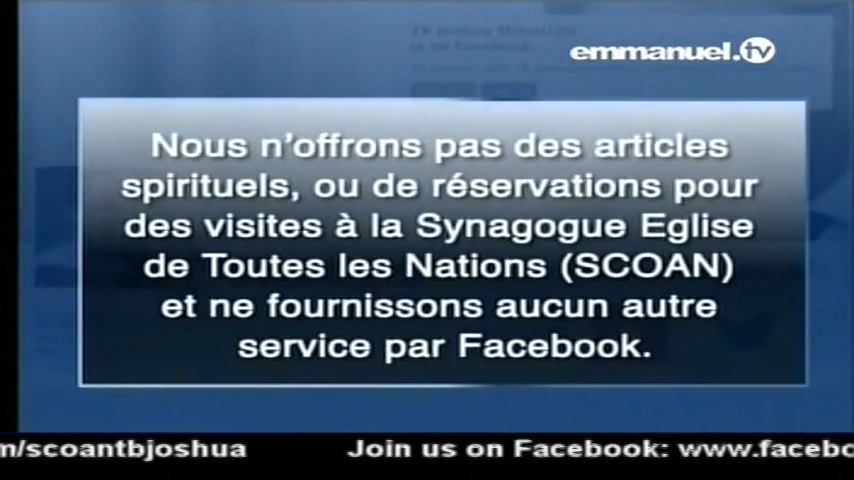 emmanuel.tv
Nous n'offrons pas des articles
spirituels, ou de réservations pour
des visites à la Synagogue Eglise
de Toutes les Nations (SCOAN)
et ne fournissons aucun autre
service par Facebook.
m/scoantbjoshua Join us on Facebook: www.facebo